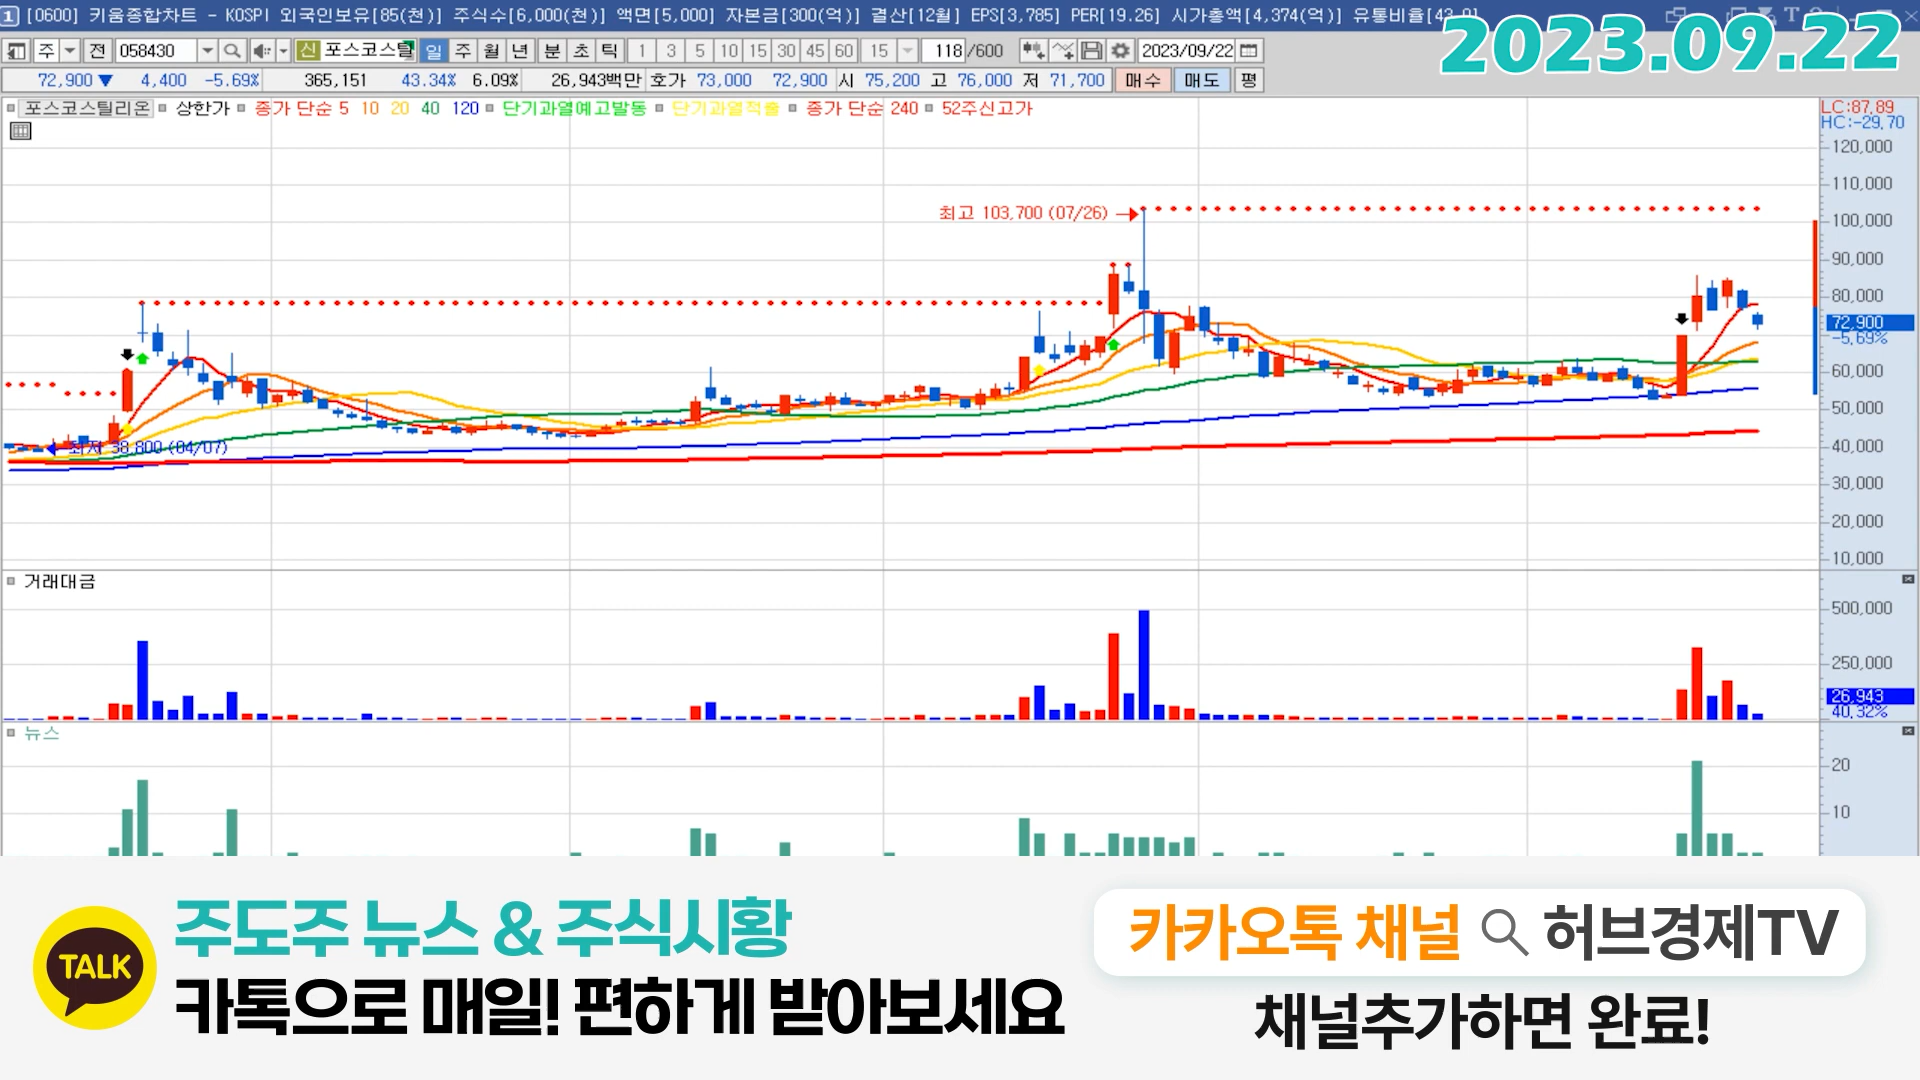 1 [0600] 키움종합차트 - KOSPI 외국인보유[85(천)] 주식수[6,000(천)] 액면[5,000] 자본금[300(억)] 결산[12월] EPS[3,785] PER[19.26] 시가총액[4,374(억)] 유통비율[43.0]
2023.09.22
주 전 058430 신 포스코스틸 일 주 월 년 분 초 틱 1 3 5 10 15 30 45 60 15 118 /600 2023/09/22
72,900 ▼ 4,400 -5.69% 365,151 43.34% 6.09% 26,943백만 호가 73,000 72,900 시 75,200 고 76,000 저 71,700 매수 매도 평
포스코스틸리온 상한가 종가 단순 5 10 20 40 120 단기과열예고발동 단기과열적출 종가 단순 240 52주신고가
LC:87.89
HC:-29.70
120,000
110,000
최고 103,700 (07/26)
100,000
90,000
80,000
72,900
-5.69%
60,000
50,000
최저 38,800 (04/07)
40,000
30,000
20,000
10,000
거래대금
500,000
250,000
26,943
40.32%
뉴스
20
10
TALK
주도주 뉴스 & 주식시황
카톡으로 매일! 편하게 받아보세요
카카오톡 채널 허브경제TV
채널추가하면 완료!